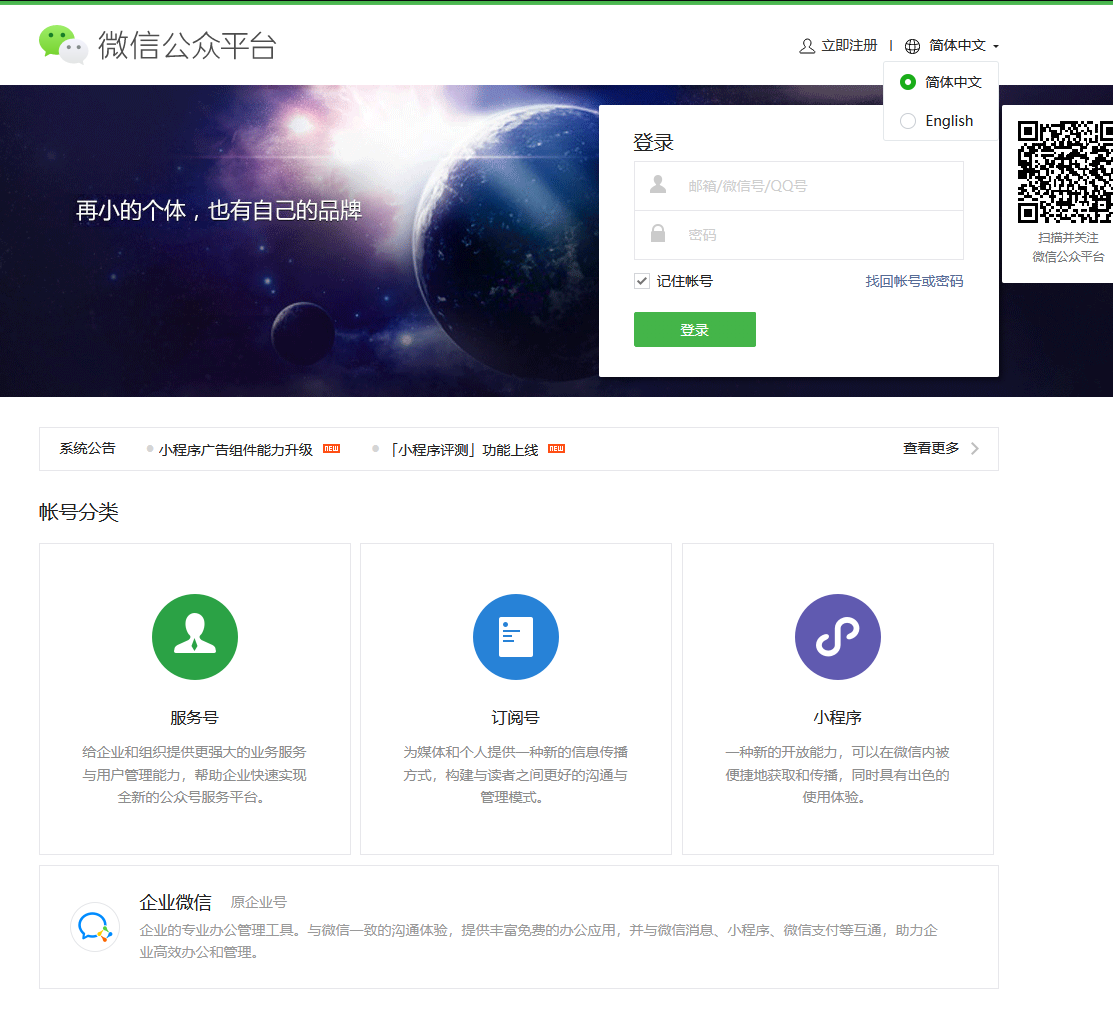 微信公众平台
立即注册
简体中文
简体中文
English
再小的个体，也有自己的品牌
登录
邮箱/微信号/QQ号
密码
记住帐号
找回帐号或密码
登录
扫描并关注
微信公众平台
系统公告
小程序广告组件能力升级 NEW
「小程序评测」功能上线 NEW
查看更多
帐号分类
服务号
给企业和组织提供更强大的业务服务
与用户管理能力，帮助企业快速实现
全新的公众号服务平台。
订阅号
为媒体和个人提供一种新的信息传播
方式，构建与读者之间更好的沟通与
管理模式。
小程序
一种新的开放能力，可以在微信内被
便捷地获取和传播，同时具有出色的
使用体验。
企业微信 原企业号
企业的专业办公管理工具。与微信一致的沟通体验，提供丰富免费的办公应用，并与微信消息、小程序、微信支付等互通，助力企
业高效办公和管理。